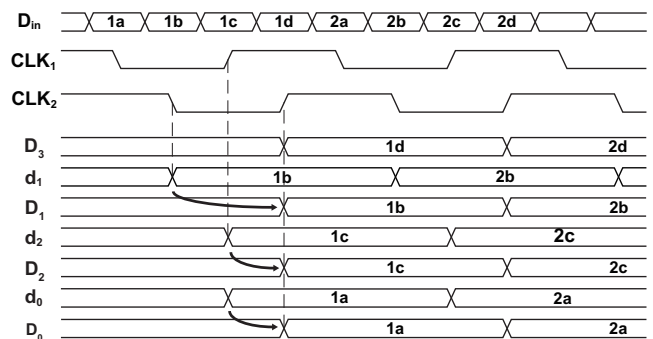 Din 1a 1b 1c 1d 2a 2b 2c 2d
CLK1
CLK2
D3 1d 2d
d1 1b 2b
D1 1b 2b
d2 1c 2c
D2 1c 2c
d0 1a 2a
D0 1a 2a